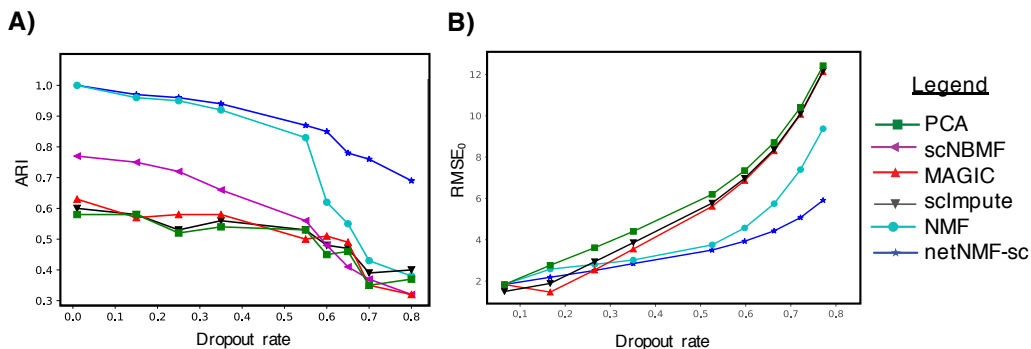 A)
1.0
0.9
0.8
0.7
0.6
0.5
0.4
0.3
ARI
0.0 0.1 0.2 0.3 0.4 0.5 0.6 0.7 0.8
Dropout rate
B)
12
10
8
6
4
2
RMSE0
0.1 0.2 0.3 0.4 0.5 0.6 0.7 0.8
Dropout rate
Legend
PCA
scNBMF
MAGIC
scImpute
NMF
netNMF-sc